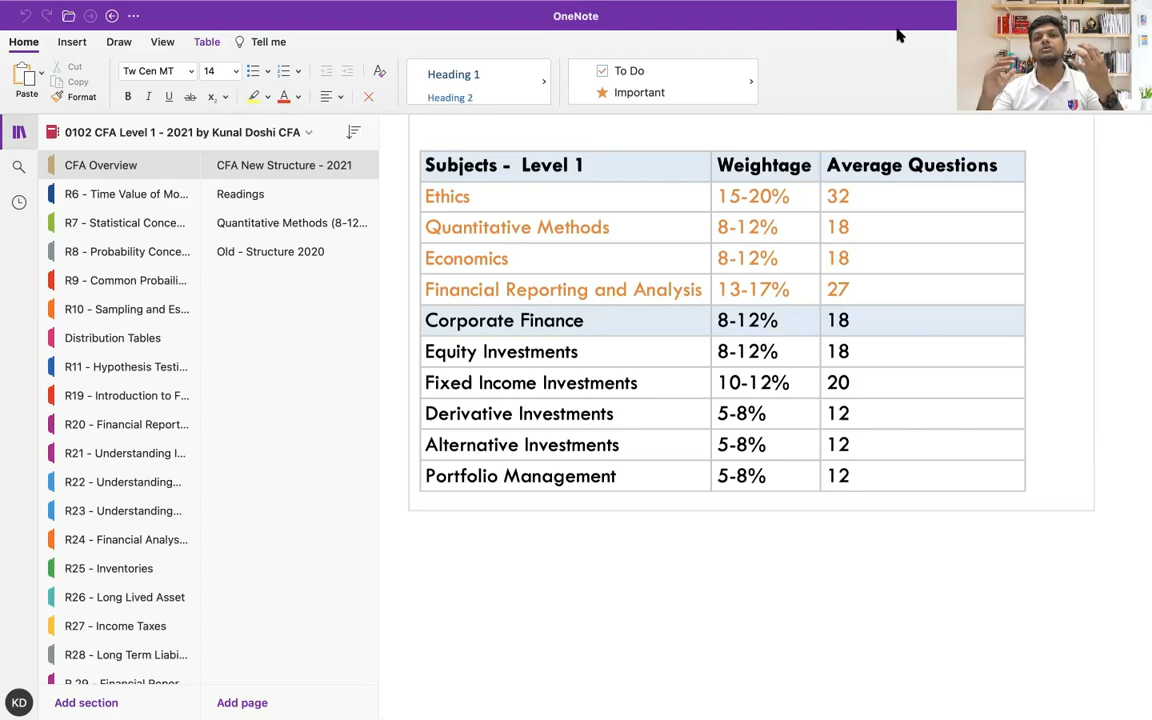 OneNote
Home Insert Draw View Table Tell me
Paste
Cut
Copy
Format
Tw Cen MT 14
B I U ab X₂ A
Heading 1
Heading 2
To Do
Important
0102 CFA Level 1 - 2021 by Kunal Doshi CFA
CFA Overview
R6 - Time Value of Mo...
R7 - Statistical Conce...
R8 - Probability Conce...
R9 - Common Probaili...
R10 - Sampling and Es...
Distribution Tables
R11 - Hypothesis Testi...
R19 - Introduction to F...
R20 - Financial Report...
R21 - Understanding I...
R22 - Understanding...
R23 - Understanding...
R24 - Financial Analys...
R25 - Inventories
R26 - Long Lived Asset
R27 - Income Taxes
R28 - Long Term Liabi...
R 29 - Financial Repor
Add section
CFA New Structure - 2021
Readings
Quantitative Methods (8-12...
Old - Structure 2020
Add page
KD
Subjects - Level 1 Weightage Average Questions
Ethics 15-20% 32
Quantitative Methods 8-12% 18
Economics 8-12% 18
Financial Reporting and Analysis 13-17% 27
Corporate Finance 8-12% 18
Equity Investments 8-12% 18
Fixed Income Investments 10-12% 20
Derivative Investments 5-8% 12
Alternative Investments 5-8% 12
Portfolio Management 5-8% 12